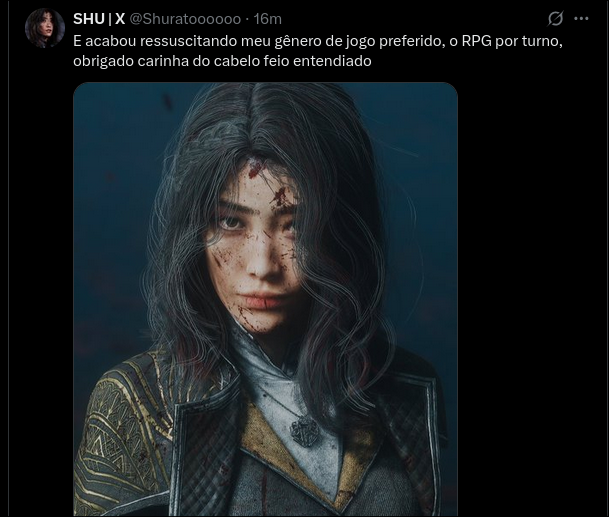 SHU | X @Shuratoooooo · 16m
E acabou ressuscitando meu gênero de jogo preferido, o RPG por turno,
obrigado carinha do cabelo feio entendiado